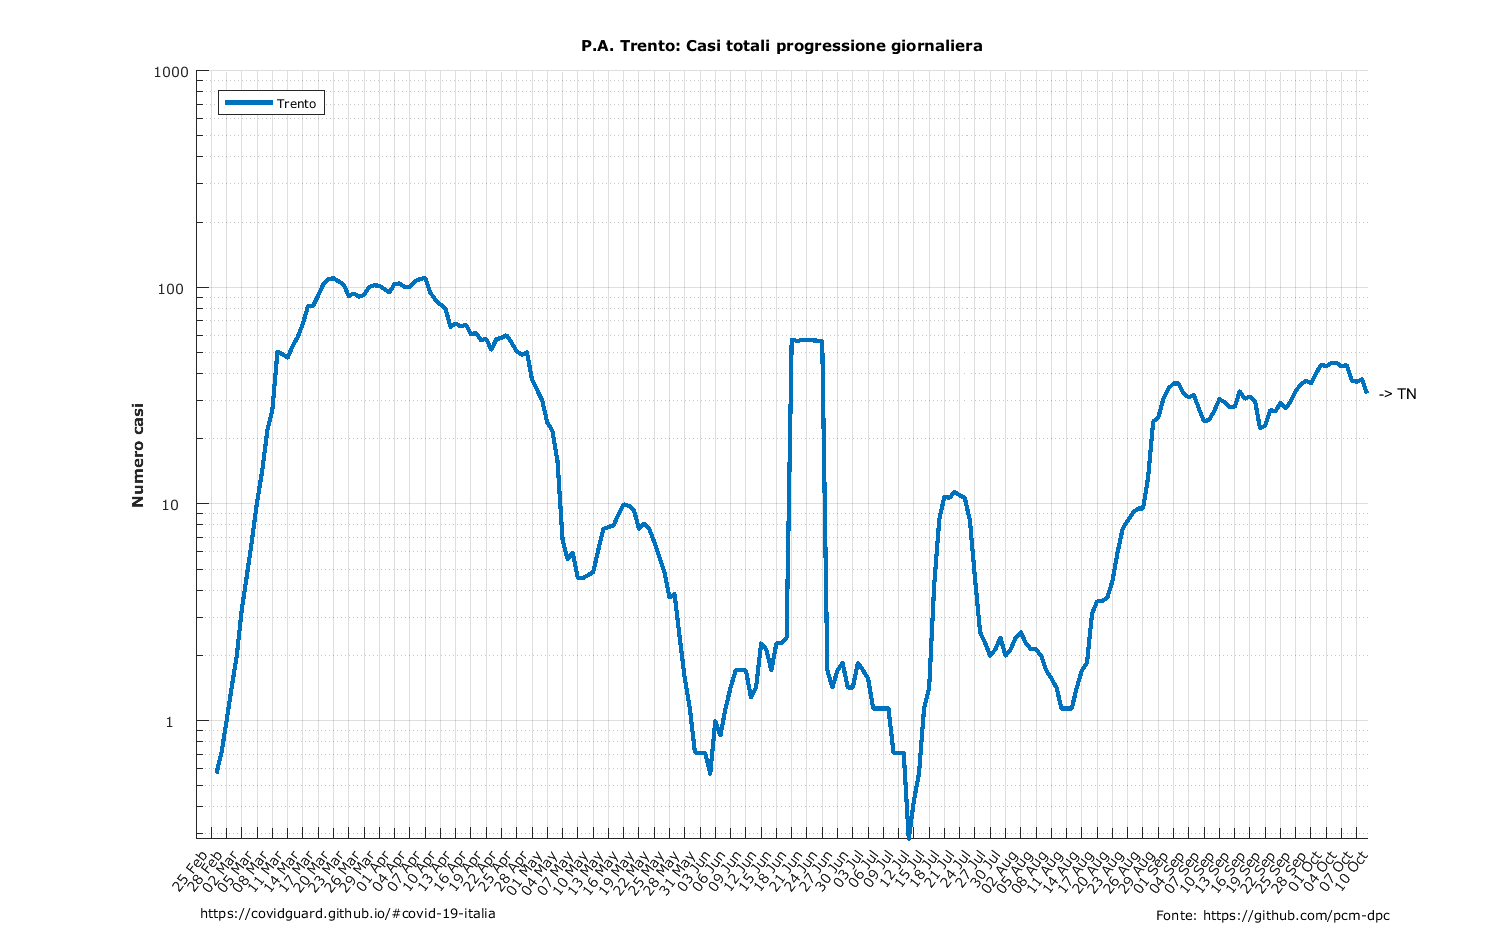 P.A. Trento: Casi totali progressione giornaliera
1000
Trento
100
-> TN
Numero casi
10
1
25 Feb
28 Feb
02 Mar
05 Mar
08 Mar
11 Mar
14 Mar
17 Mar
20 Mar
23 Mar
26 Mar
29 Mar
01 Apr
04 Apr
07 Apr
10 Apr
13 Apr
16 Apr
19 Apr
22 Apr
25 Apr
28 Apr
01 May
04 May
07 May
10 May
13 May
16 May
19 May
22 May
25 May
28 May
31 May
03 Jun
06 Jun
09 Jun
12 Jun
15 Jun
18 Jun
21 Jun
24 Jun
27 Jun
30 Jun
03 Jul
06 Jul
09 Jul
12 Jul
15 Jul
18 Jul
21 Jul
24 Jul
27 Jul
30 Jul
02 Aug
05 Aug
08 Aug
11 Aug
14 Aug
17 Aug
20 Aug
23 Aug
26 Aug
29 Aug
01 Sep
04 Sep
07 Sep
10 Sep
13 Sep
16 Sep
19 Sep
22 Sep
25 Sep
28 Sep
01 Oct
04 Oct
07 Oct
10 Oct
https://covidguard.github.io/#covid-19-italia
Fonte: https://github.com/pcm-dpc